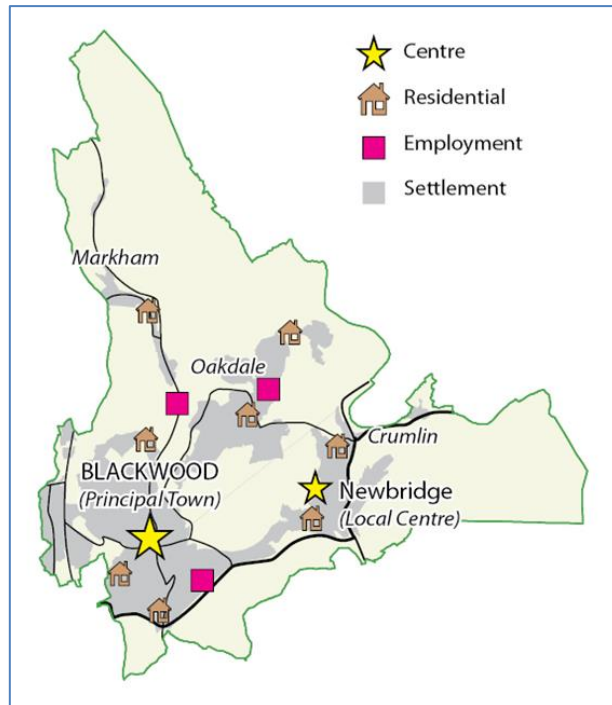 Centre
Residential
Employment
Settlement
Markham
Oakdale
Crumlin
BLACKWOOD
(Principal Town)
Newbridge
(Local Centre)